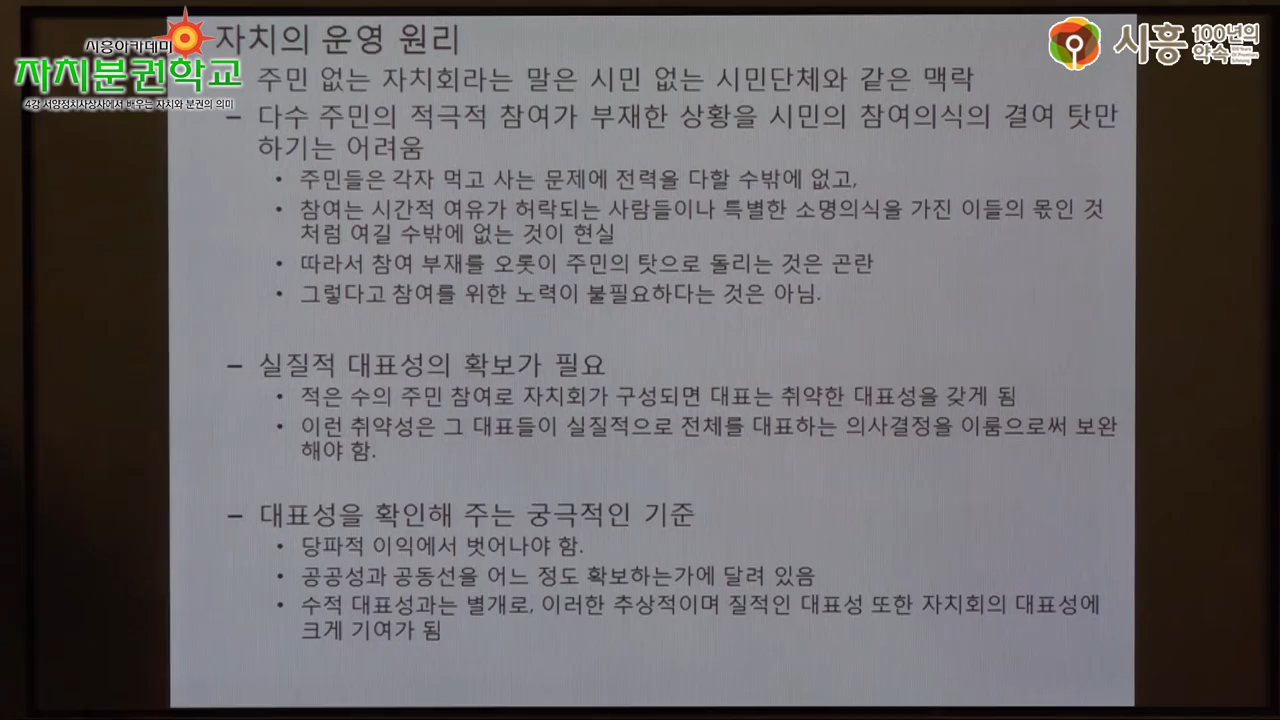 시흥아카데미
자치분권학교
4강 서양정치사상사에서 배우는 자치와 분권의 의미
시흥
100년의
약속
자치의 운영 원리
주민 없는 자치회라는 말은 시민 없는 시민단체와 같은 맥락
– 다수 주민의 적극적 참여가 부재한 상황을 시민의 참여의식의 결여 탓만
하기는 어려움
• 주민들은 각자 먹고 사는 문제에 전력을 다할 수밖에 없고,
• 참여는 시간적 여유가 허락되는 사람들이나 특별한 소명의식을 가진 이들의 몫인 것
처럼 여길 수밖에 없는 것이 현실
• 따라서 참여 부재를 오롯이 주민의 탓으로 돌리는 것은 곤란
• 그렇다고 참여를 위한 노력이 불필요하다는 것은 아님.
– 실질적 대표성의 확보가 필요
• 적은 수의 주민 참여로 자치회가 구성되면 대표는 취약한 대표성을 갖게 됨
• 이런 취약성은 그 대표들이 실질적으로 전체를 대표하는 의사결정을 이룸으로써 보완
해야 함.
– 대표성을 확인해 주는 궁극적인 기준
• 당파적 이익에서 벗어나야 함.
• 공공성과 공동선을 어느 정도 확보하는가에 달려 있음
• 수적 대표성과는 별개로, 이러한 추상적이며 질적인 대표성 또한 자치회의 대표성에
크게 기여가 됨